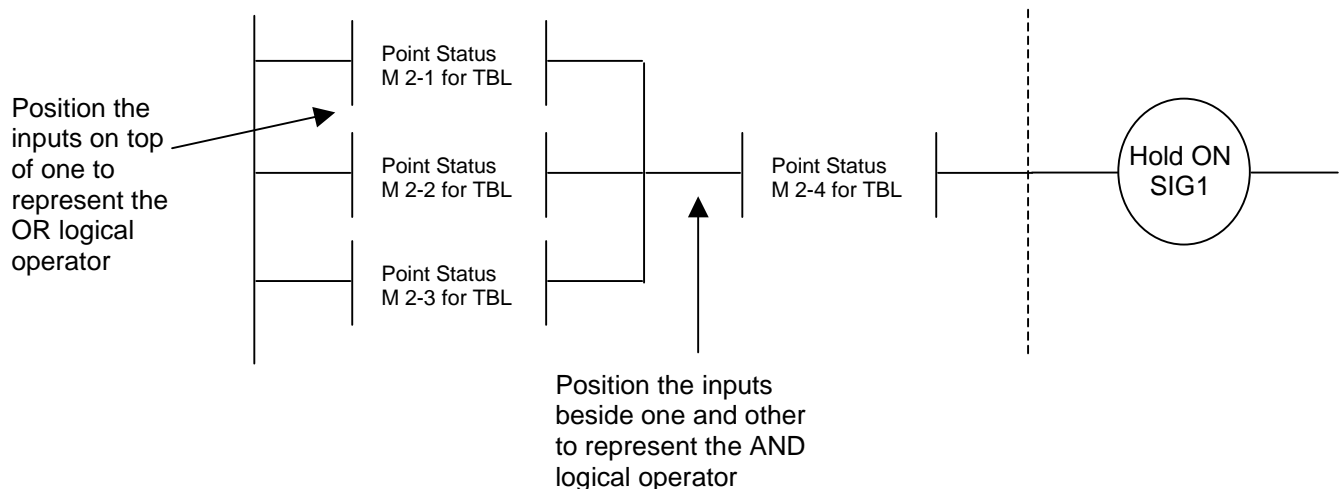 Point Status
M 2-1 for TBL
Position the
inputs on top
of one to
represent the
OR logical
operator
Point Status
M 2-2 for TBL
Point Status
M 2-4 for TBL
Hold ON
SIG1
Point Status
M 2-3 for TBL
Position the inputs
beside one and other
to represent the AND
logical operator